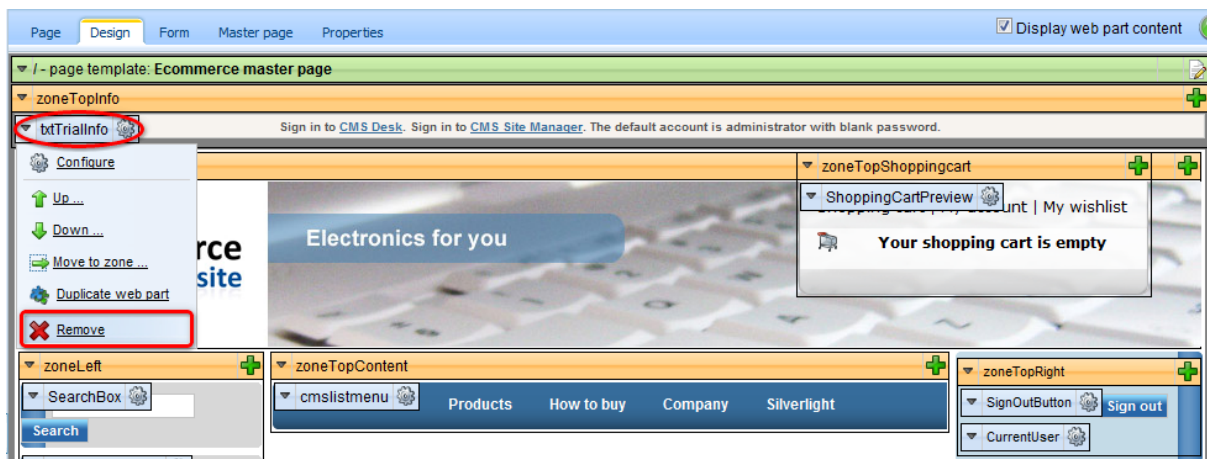 Page Design Form Master page Properties Display web part content
/ - page template: Ecommerce master page
zoneTopInfo
txtTrialInfo Sign in to CMS Desk. Sign in to CMS Site Manager. The default account is administrator with blank password.
Configure
Up ...
Down ...
Move to zone ...
Duplicate web part
Remove
zoneTopShoppingcart
ShoppingCartPreview
unt | My wishlist
Your shopping cart is empty
Electronics for you
rce
site
zoneLeft
SearchBox
Search
zoneTopContent
cmslistmenu Products How to buy Company Silverlight
zoneTopRight
SignOutButton Sign out
CurrentUser